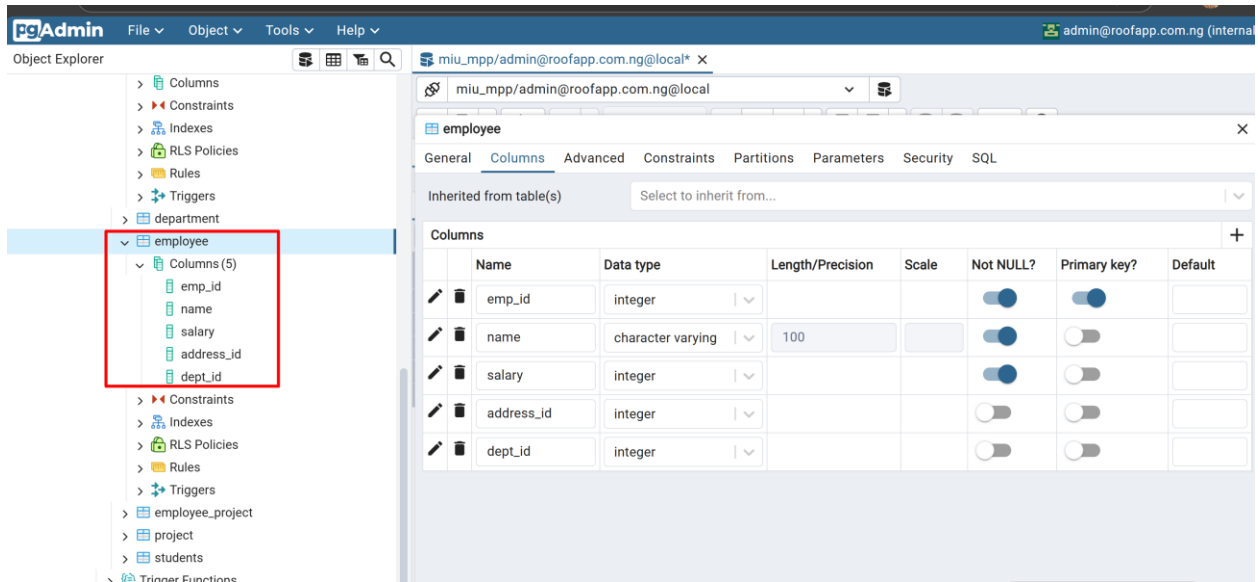 pgAdmin File Object Tools Help admin@roofapp.com.ng (internal
Object Explorer
Columns
Constraints
Indexes
RLS Policies
Rules
Triggers
department
employee
Columns (5)
emp_id
name
salary
address_id
dept_id
Constraints
Indexes
RLS Policies
Rules
Triggers
employee_project
project
students
Trigger Functions
miu_mpp/admin@roofapp.com.ng@local*
miu_mpp/admin@roofapp.com.ng@local
employee
General Columns Advanced Constraints Partitions Parameters Security SQL
Inherited from table(s) Select to inherit from...
Columns
Name Data type Length/Precision Scale Not NULL? Primary key? Default
emp_id integer
name character varying 100
salary integer
address_id integer
dept_id integer